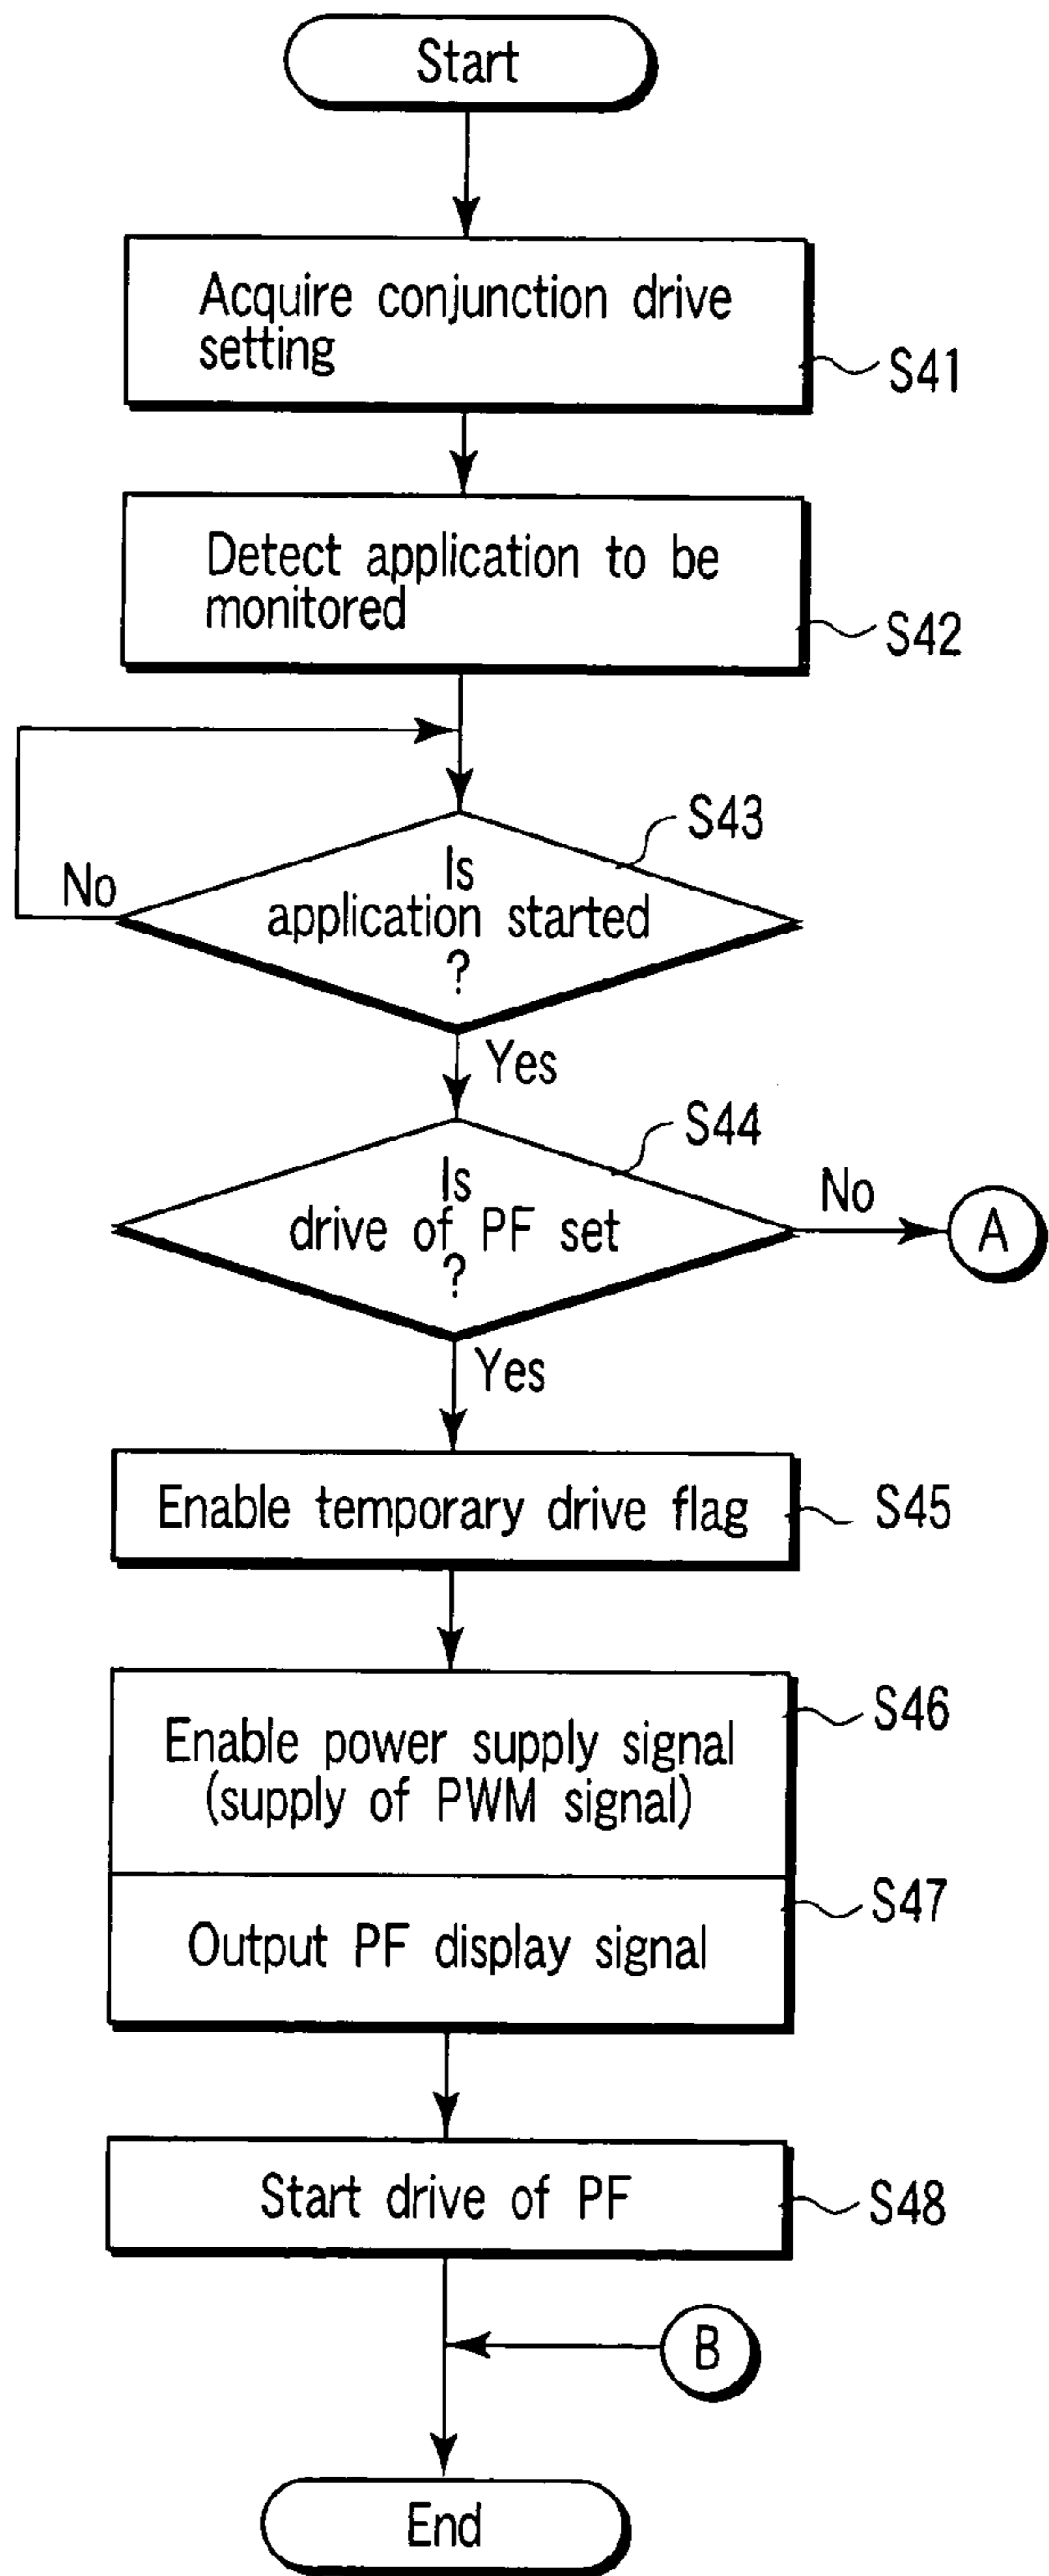 Start
Acquire conjunction drive
setting
S41
Detect application to be
monitored
S42
S43
Is
application started
?
No
Yes
S44
Is
drive of PF set
?
No
A
Yes
Enable temporary drive flag
S45
S46
Enable power supply signal
(supply of PWM signal)
S47
Output PF display signal
Start drive of PF
S48
B
End